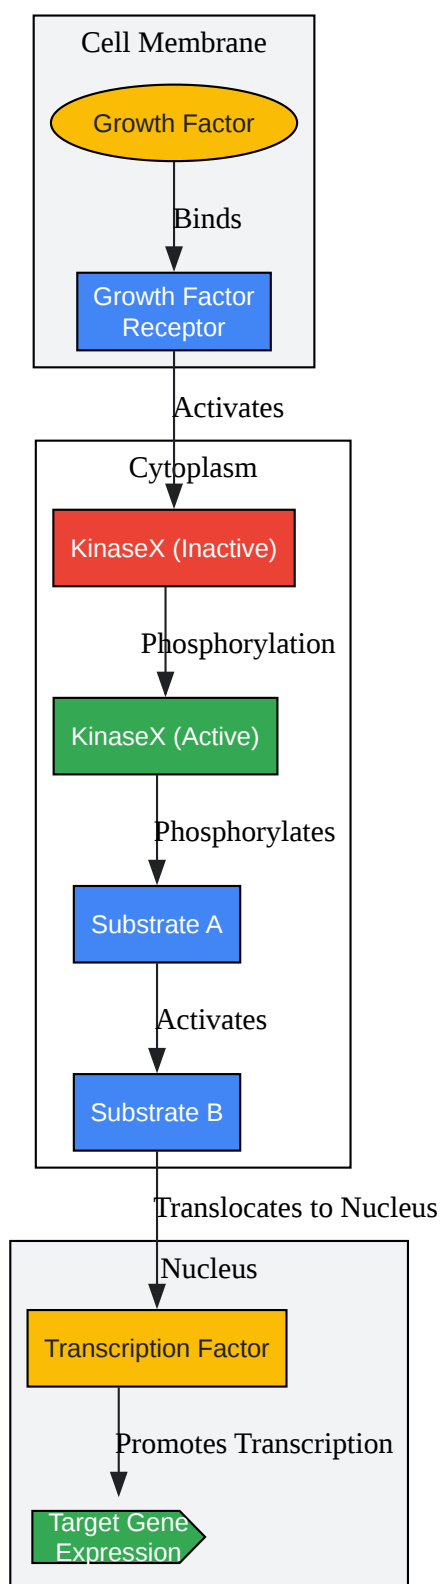 Cell Membrane
Growth Factor
Binds
Growth Factor
Receptor
Activates
Cytoplasm
KinaseX (Inactive)
Phosphorylation
KinaseX (Active)
Phosphorylates
Substrate A
Activates
Substrate B
Translocates to Nucleus
Nucleus
Transcription Factor
Promotes Transcription
Target Gene
Expression